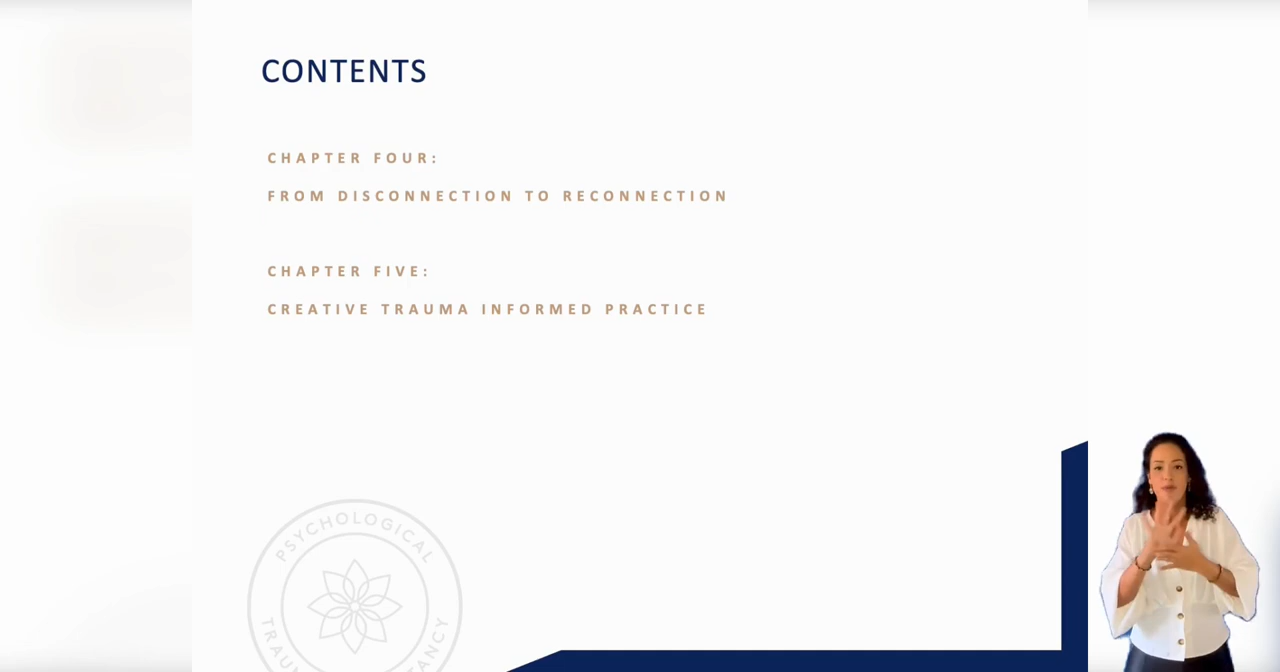 CONTENTS
CHAPTER FOUR:
FROM DISCONNECTION TO RECONNECTION
CHAPTER FIVE:
CREATIVE TRAUMA INFORMED PRACTICE
PSYCHOLOGICAL